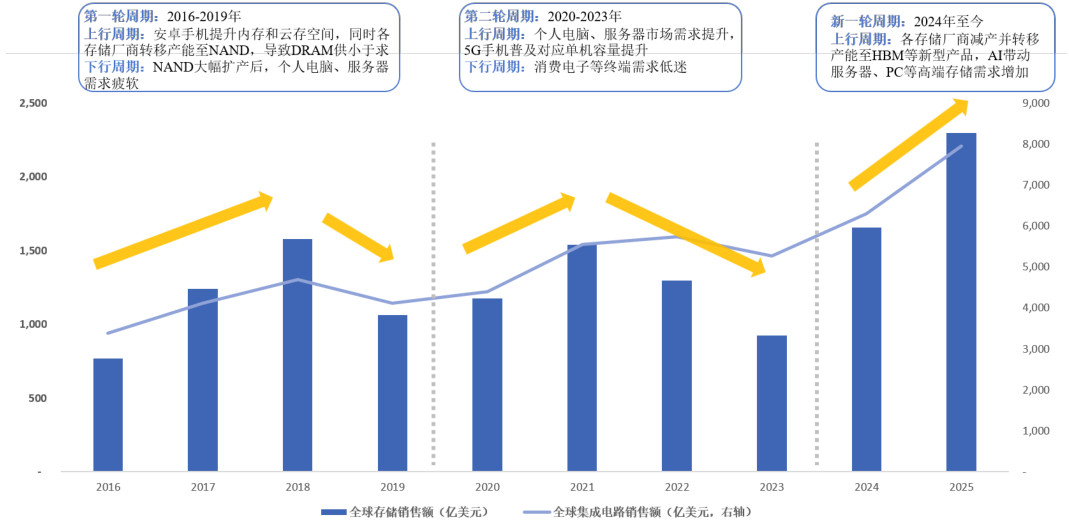 第一轮周期：2016-2019年
上行周期：安卓手机提升内存和云存空间，同时各
存储厂商转移产能至NAND，导致DRAM供小于求
下行周期：NAND大幅扩产后，个人电脑、服务器
需求疲软
第二轮周期：2020-2023年
上行周期：个人电脑、服务器市场需求提升，
5G手机普及对应单机容量提升
下行周期：消费电子等终端需求低迷
新一轮周期：2024年至今
上行周期：各存储厂商减产并转移
产能至HBM等新型产品，AI带动
服务器、PC等高端存储需求增加
2,500
2,000
1,500
1,000
500
-
9,000
8,000
7,000
6,000
5,000
4,000
3,000
2,000
1,000
-
2016 2017 2018 2019 2020 2021 2022 2023 2024 2025
全球存储销售额（亿美元） 全球集成电路销售额（亿美元，右轴）